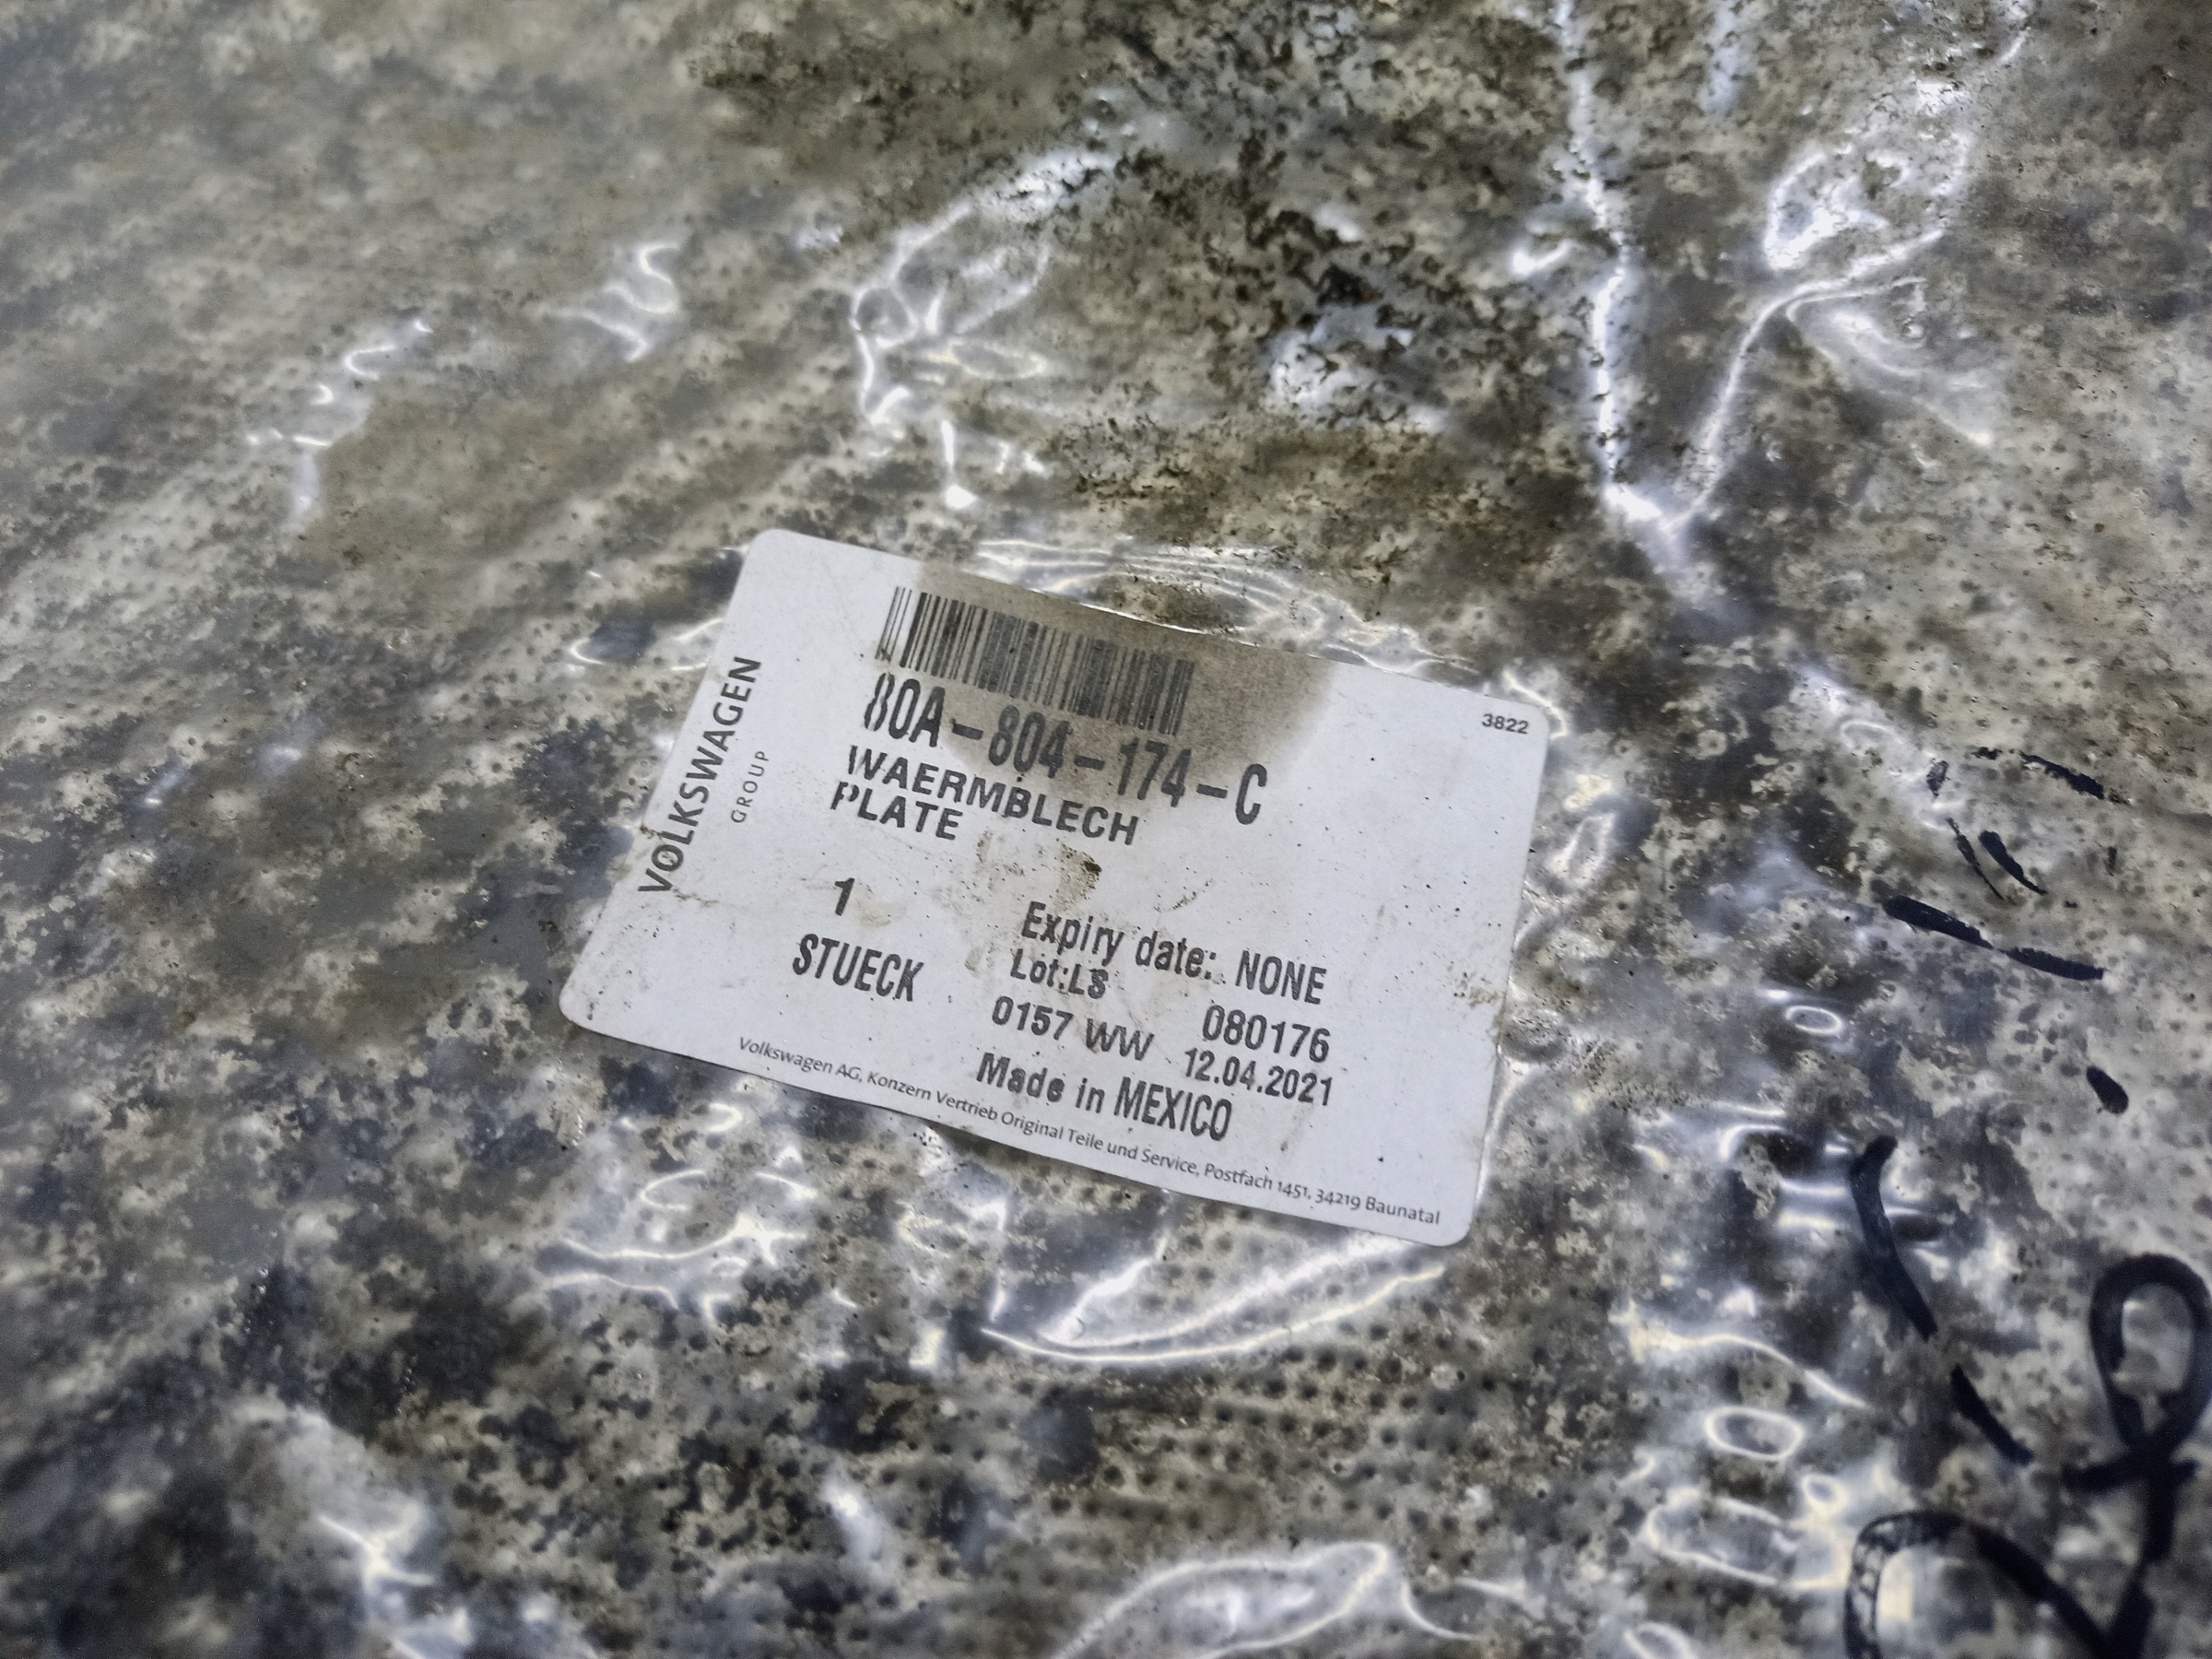 VOLKSWAGEN
GROUP
3822
80A-804-174-C
WAERMBLECH
PLATE
1
STUECK
Expiry date: NONE
Lot:LS 080176
0157 WW 12.04.2021
Made in MEXICO
Volkswagen AG, Konzern Vertrieb Original Teile und Service, Postfach 1451, 34219 Baunatal